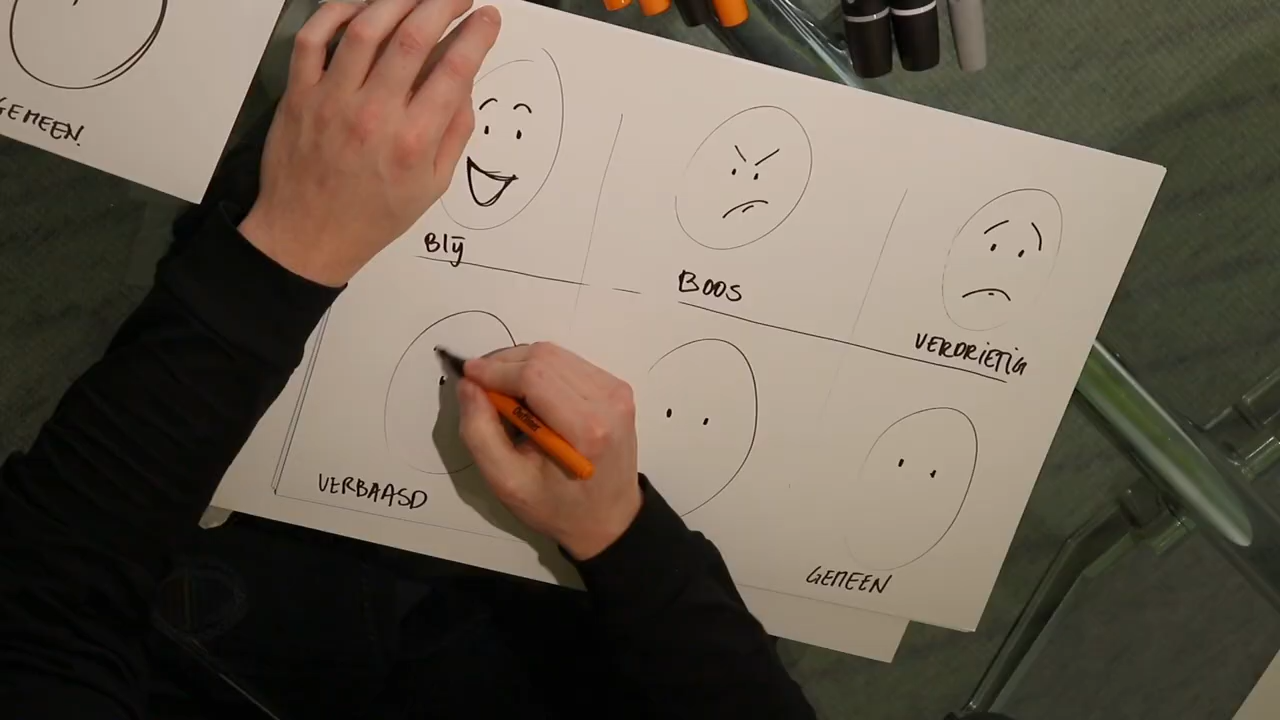 GEMEEN.
BLIJ
BOOS
VERDRIETIG
VERBAASD
GEMEEN